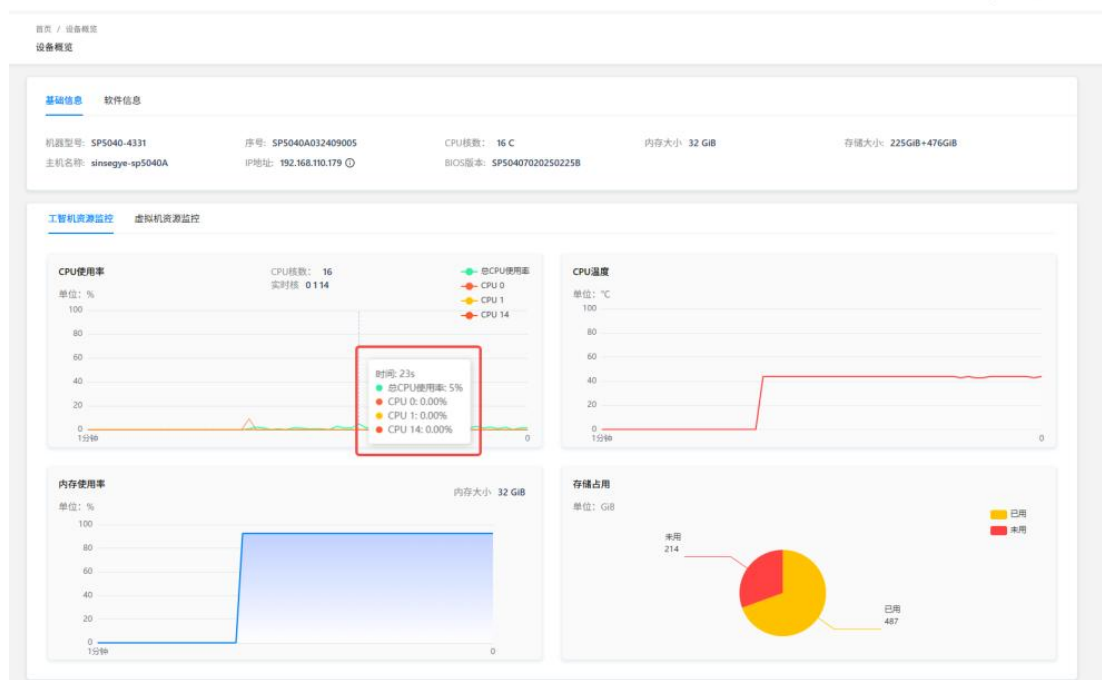 首页 / 设备概览
设备概览
基础信息 软件信息
机器型号: SP5040-4331 序号: SP5040A032409005 CPU核数: 16 C 内存大小: 32 GiB 存储大小: 225GiB+476GiB
主机名称: sinsegye-sp5040A IP地址: 192.168.110.179 BIOS版本: SP50407020250225B
工智机资源监控 虚拟机资源监控
CPU使用率 CPU核数: 16
实时核 0 1 14
单位: %
总CPU使用率
CPU 0
CPU 1
CPU 14
100
80
60
40
20
0
1分钟 0
时间: 23s
总CPU使用率: 5%
CPU 0: 0.00%
CPU 1: 0.00%
CPU 14: 0.00%
CPU温度
单位: ℃
100
80
60
40
20
0
1分钟 0
内存使用率 内存大小 32 GiB
单位: %
100
80
60
40
20
0
1分钟 0
存储占用
单位: GiB
已用
未用
未用
214
已用
487